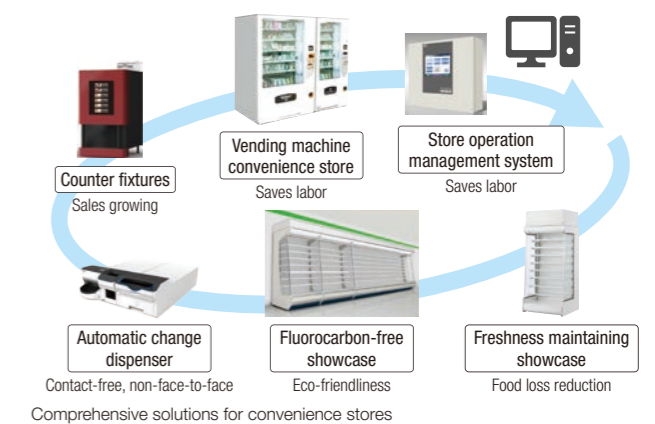 Counter fixtures
Sales growing
Vending machine
convenience store
Saves labor
Store operation
management system
Saves labor
Automatic change
dispenser
Contact-free, non-face-to-face
Fluorocarbon-free
showcase
Eco-friendliness
Freshness maintaining
showcase
Food loss reduction
Comprehensive solutions for convenience stores